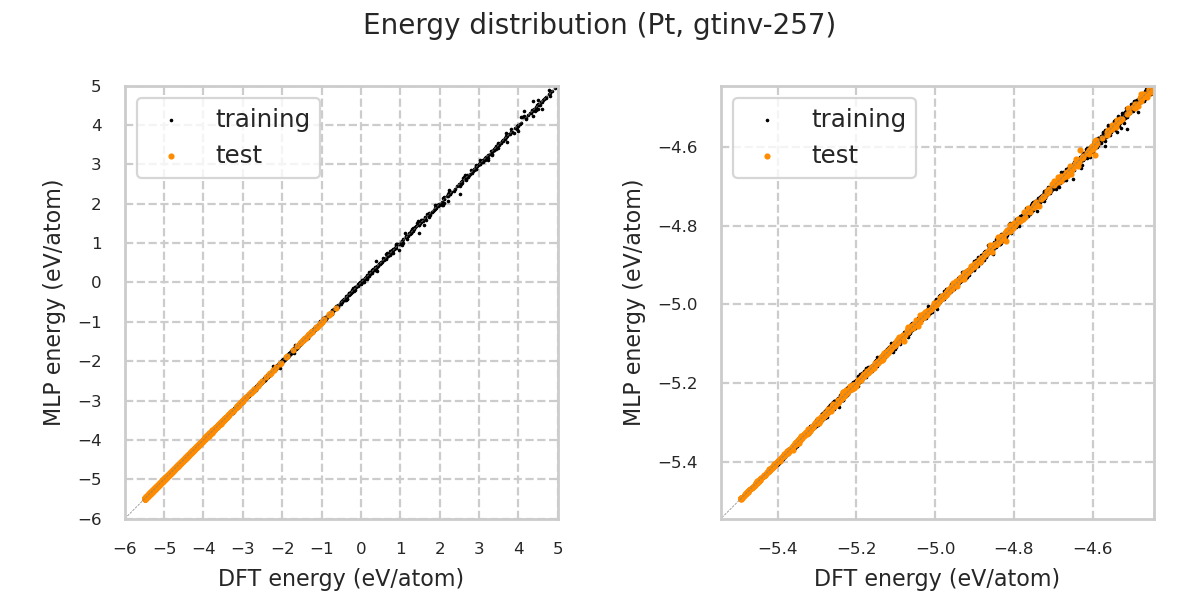 Energy distribution (Pt, gtinv-257)
5
4
3
2
1
0
−1
−2
−3
−4
−5
−6
MLP energy (eV/atom)
training
test
−6 −5 −4 −3 −2 −1 0 1 2 3 4 5
DFT energy (eV/atom)
−4.6
−4.8
−5.0
−5.2
−5.4
MLP energy (eV/atom)
training
test
−5.4 −5.2 −5.0 −4.8 −4.6
DFT energy (eV/atom)